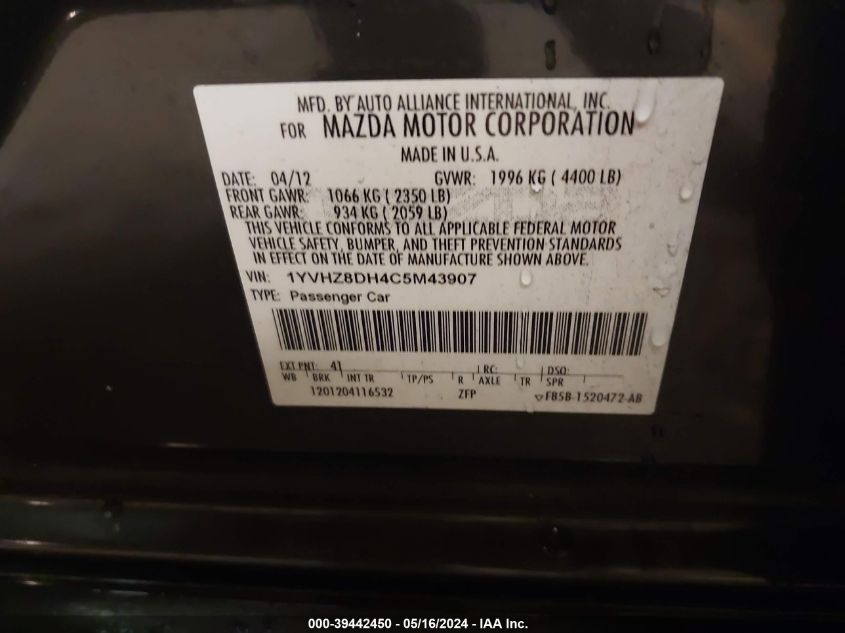 MFD. BY AUTO ALLIANCE INTERNATIONAL, INC.
FOR MAZDA MOTOR CORPORATION
MADE IN U.S.A.
DATE: 04/12 GVWR: 1996 KG ( 4400 LB)
FRONT GAWR: 1066 KG ( 2350 LB)
REAR GAWR: 934 KG ( 2059 LB)
THIS VEHICLE CONFORMS TO ALL APPLICABLE FEDERAL MOTOR
VEHICLE SAFETY, BUMPER, AND THEFT PREVENTION STANDARDS
IN EFFECT ON THE DATE OF MANUFACTURE SHOWN ABOVE.
VIN: 1YVHZ8DH4C5M43907
TYPE: Passenger Car
EXT PNT: 41 RC: DSO:
WB BRK INT TR TP/PS R AXLE TR SPR
1201204116532 ZFP F85B-1520472-AB
000-39442450 - 05/16/2024 - IAA Inc.